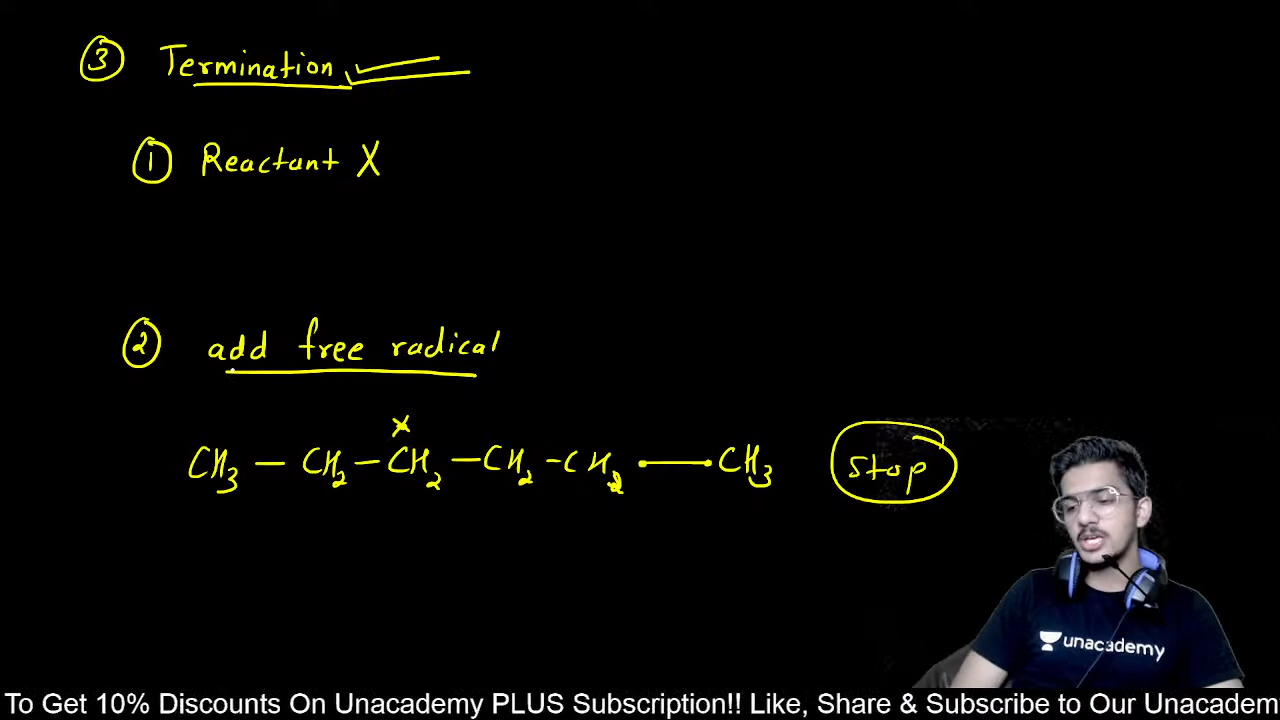 ③ Termination
① Reactant X
② add free radical
x
CH₃ — CH₂ — CH₂ — CH₂ - CH₂ — CH₃ Stop
unacademy
To Get 10% Discounts On Unacademy PLUS Subscription!! Like, Share & Subscribe to Our Unacadem